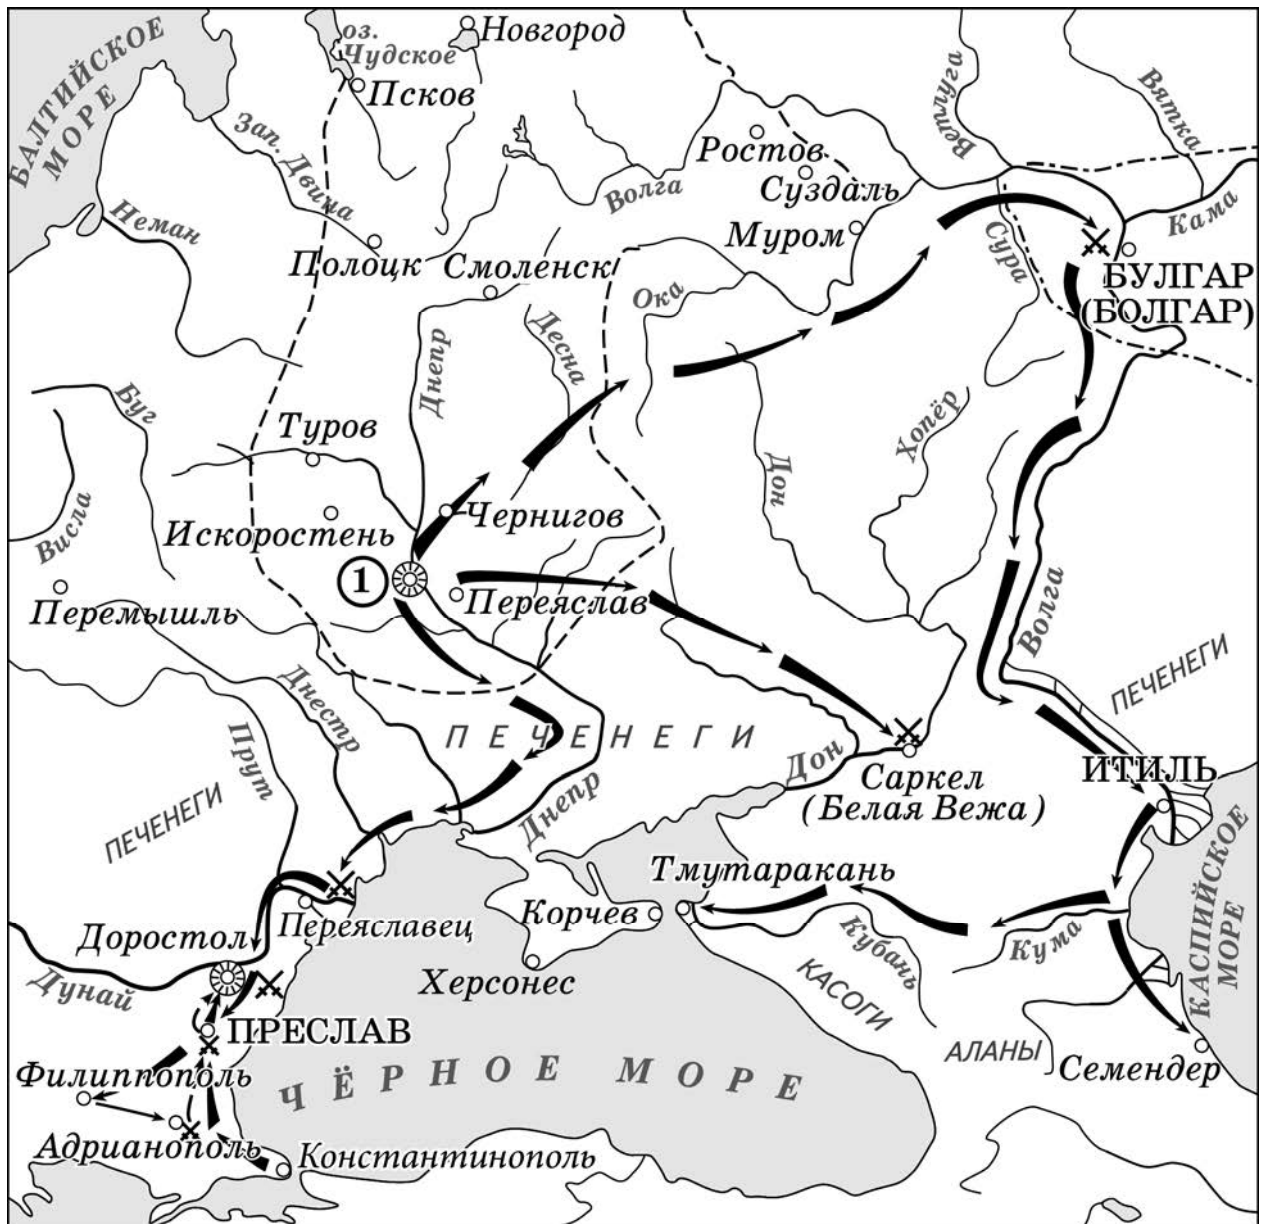 оз.
Чудское
Новгород
Псков
БАЛТИЙСКОЕ
МОРЕ
Зап. Двина
Ветлуга
Вятка
Ростов
Суздаль
Волга
Неман
Муром
Кама
Полоцк
Смоленск
Сура
Ока
БУЛГАР
(БОЛГАР)
Днепр
Десна
Буг
Туров
Хопёр
Дон
Висла
Искоростень
Чернигов
1
Перемышль
Переяслав
Волга
ПЕЧЕНЕГИ
Днестр
Прут
ПЕЧЕНЕГИ
Дон
ИТИЛЬ
Саркел
(Белая Вежа)
ПЕЧЕНЕГИ
Днепр
КАСПИЙСКОЕ
МОРЕ
Тмутаракань
Корчев
Переяславец
Доростол
Кубань
Кума
Дунай
Херсонес
КАСОГИ
ПРЕСЛАВ
АЛАНЫ
Семендер
Филиппополь
ЧЁРНОЕ МОРЕ
Адрианополь
Константинополь